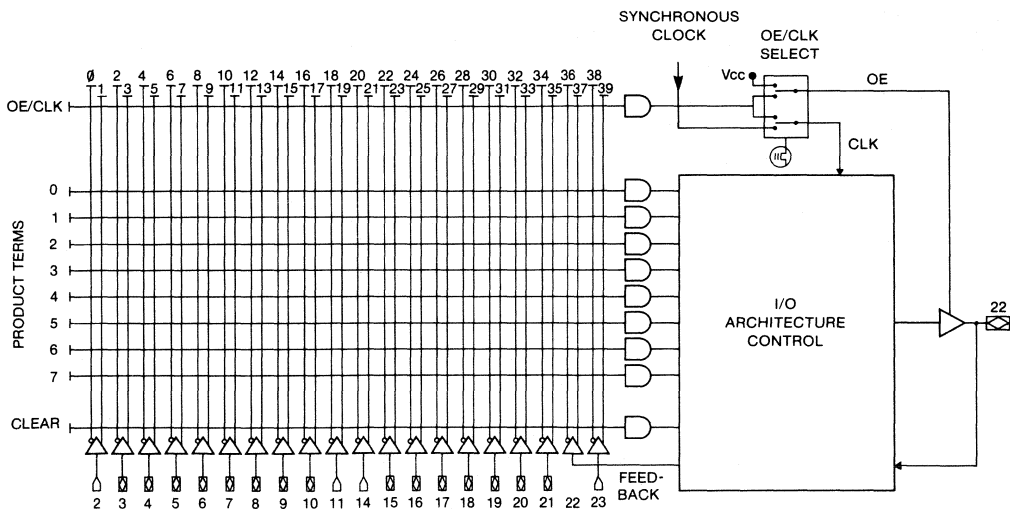 SYNCHRONOUS
CLOCK
OE/CLK
SELECT
Vcc
OE
CLK
0 2 4 6 8 10 12 14 16 18 20 22 24 26 28 30 32 34 36 38
1 3 5 7 9 11 13 15 17 19 21 23 25 27 29 31 33 35 37 39
OE/CLK
PRODUCT TERMS
0
1
2
3
4
5
6
7
CLEAR
I/O
ARCHITECTURE
CONTROL
22
FEED-
BACK
2 3 4 5 6 7 8 9 10 11 14 15 16 17 18 19 20 21 22 23